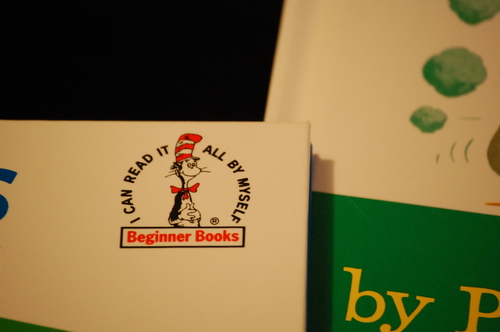 I CAN READ IT ALL BY MYSELF
®
Beginner Books
s
by P